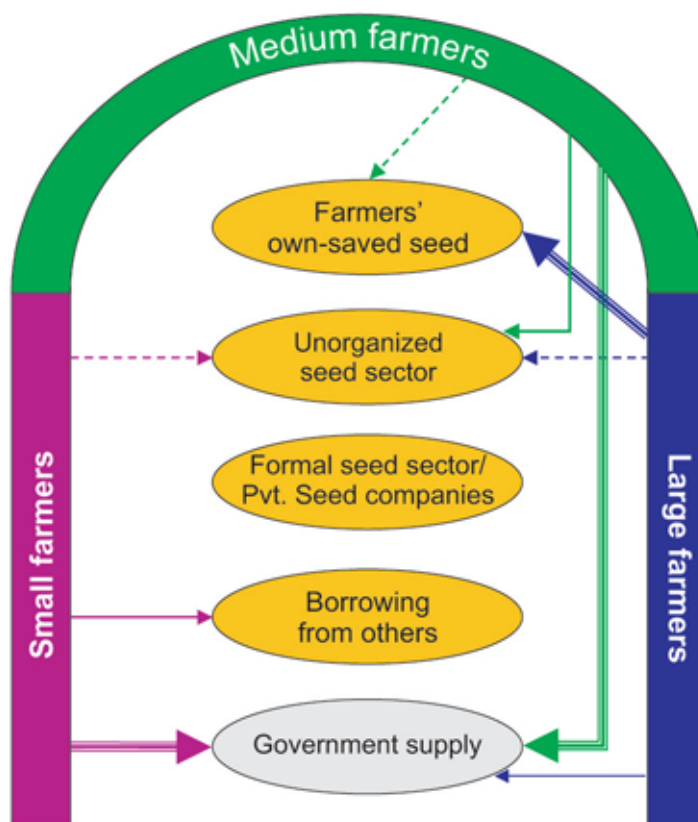 Medium farmers
Farmers'
own-saved seed
Unorganized
seed sector
Formal seed sector/
Pvt. Seed companies
Borrowing
from others
Government supply
Small farmers
Large farmers